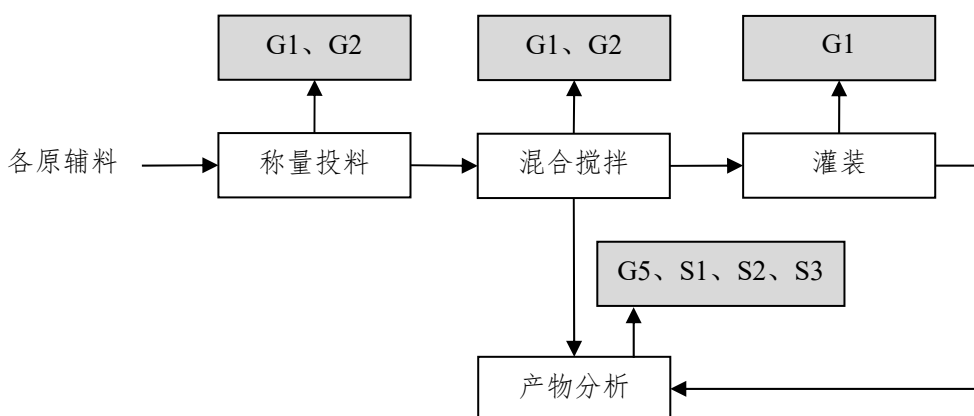 G1、G2
G1、G2
G1
各原辅料
称量投料
混合搅拌
灌装
G5、S1、S2、S3
产物分析